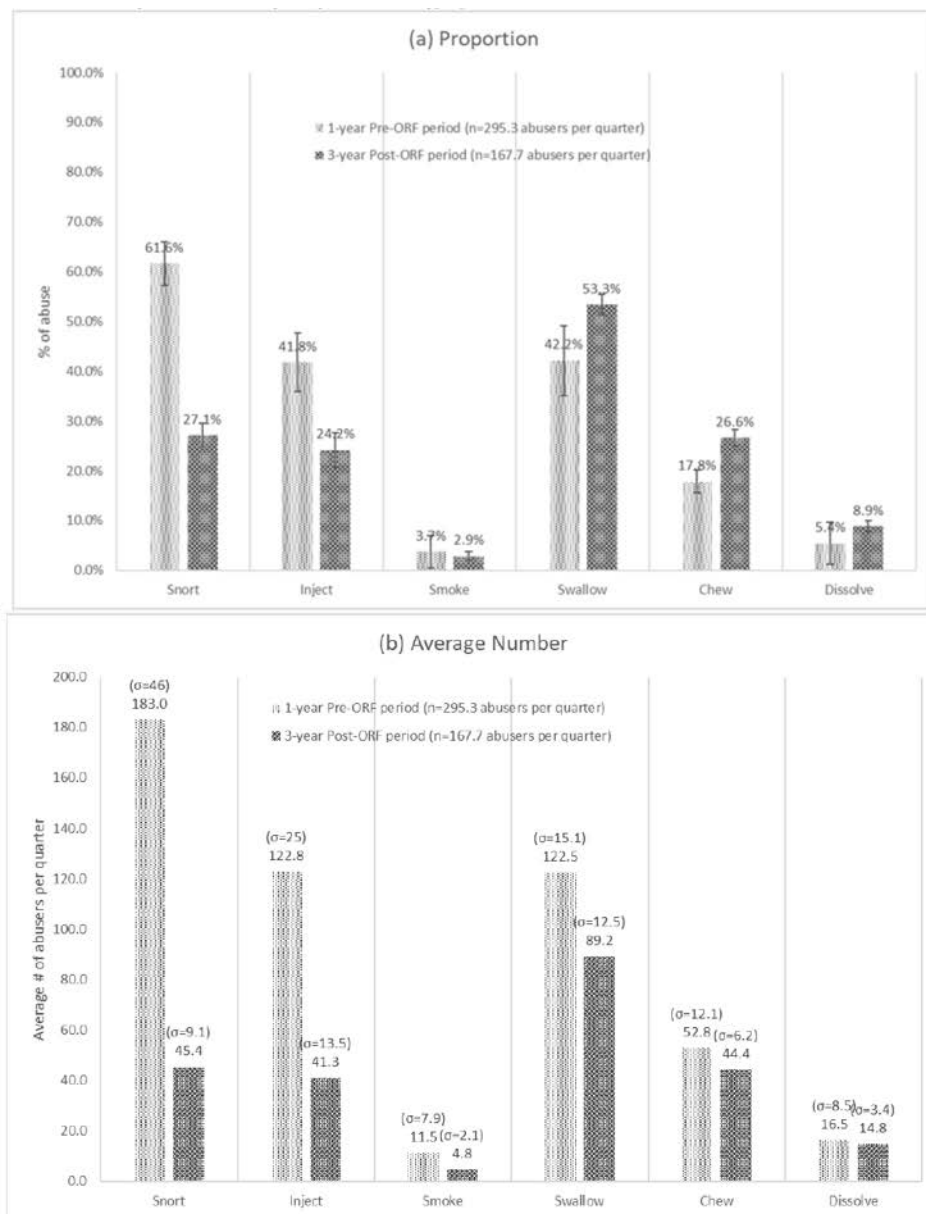 (a) Proportion
100.0%
90.0%
80.0%
70.0%
60.0%
50.0%
40.0%
30.0%
20.0%
10.0%
0.0%
% of abuse
1-year Pre-ORF period (n=295.3 abusers per quarter)
3-year Post-ORF period (n=167.7 abusers per quarter)
61.6%
27.1%
41.8%
24.2%
3.7%
2.9%
42.2%
53.3%
17.8%
26.6%
5.4%
8.9%
Snort Inject Smoke Swallow Chew Dissolve
(b) Average Number
200.0
180.0
160.0
140.0
120.0
100.0
80.0
60.0
40.0
20.0
0.0
Average # of abusers per quarter
1-year Pre-ORF period (n=295.3 abusers per quarter)
3-year Post-ORF period (n=167.7 abusers per quarter)
(σ=46)
183.0
(σ=9.1)
45.4
(σ=25)
122.8
(σ=13.5)
41.3
(σ=7.9)
11.5
(σ=2.1)
4.8
(σ=15.1)
122.5
(σ=12.5)
89.2
(σ=12.1)
52.8
(σ=6.2)
44.4
(σ=8.5)
16.5
(σ=3.4)
14.8
Snort Inject Smoke Swallow Chew Dissolve